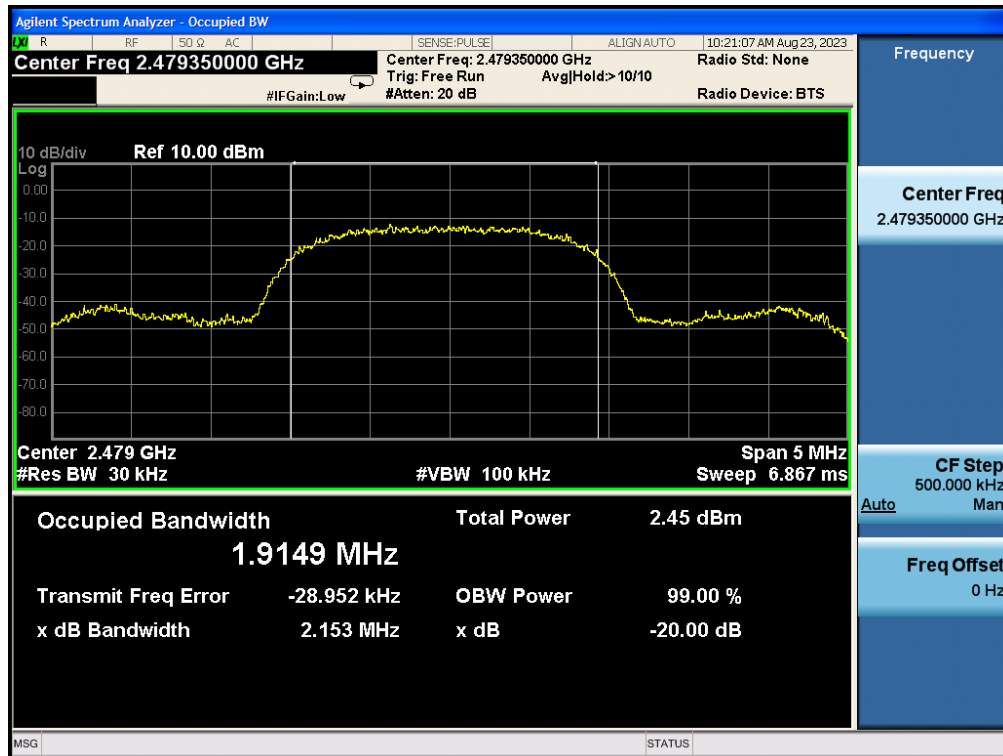 Agilent Spectrum Analyzer - Occupied BW
LXI R RF 50 Ω AC SENSE:PULSE ALIGN AUTO 10:21:07 AM Aug 23, 2023
Center Freq 2.479350000 GHz
Center Freq: 2.479350000 GHz
Radio Std: None
Trig: Free Run
Avg|Hold:> 10/10
#IFGain:Low
#Atten: 20 dB
Radio Device: BTS
10 dB/div
Ref 10.00 dBm
Log
0.00
-10.0
-20.0
-30.0
-40.0
-50.0
-60.0
-70.0
-80.0
Center 2.479 GHz
Span 5 MHz
#Res BW 30 kHz
#VBW 100 kHz
Sweep 6.867 ms
Occupied Bandwidth
Total Power 2.45 dBm
1.9149 MHz
Transmit Freq Error -28.952 kHz
OBW Power 99.00 %
x dB Bandwidth 2.153 MHz
x dB -20.00 dB
MSG
STATUS
Frequency
Center Freq
2.479350000 GHz
CF Step
500.000 kHz
Auto Man
Freq Offset
0 Hz